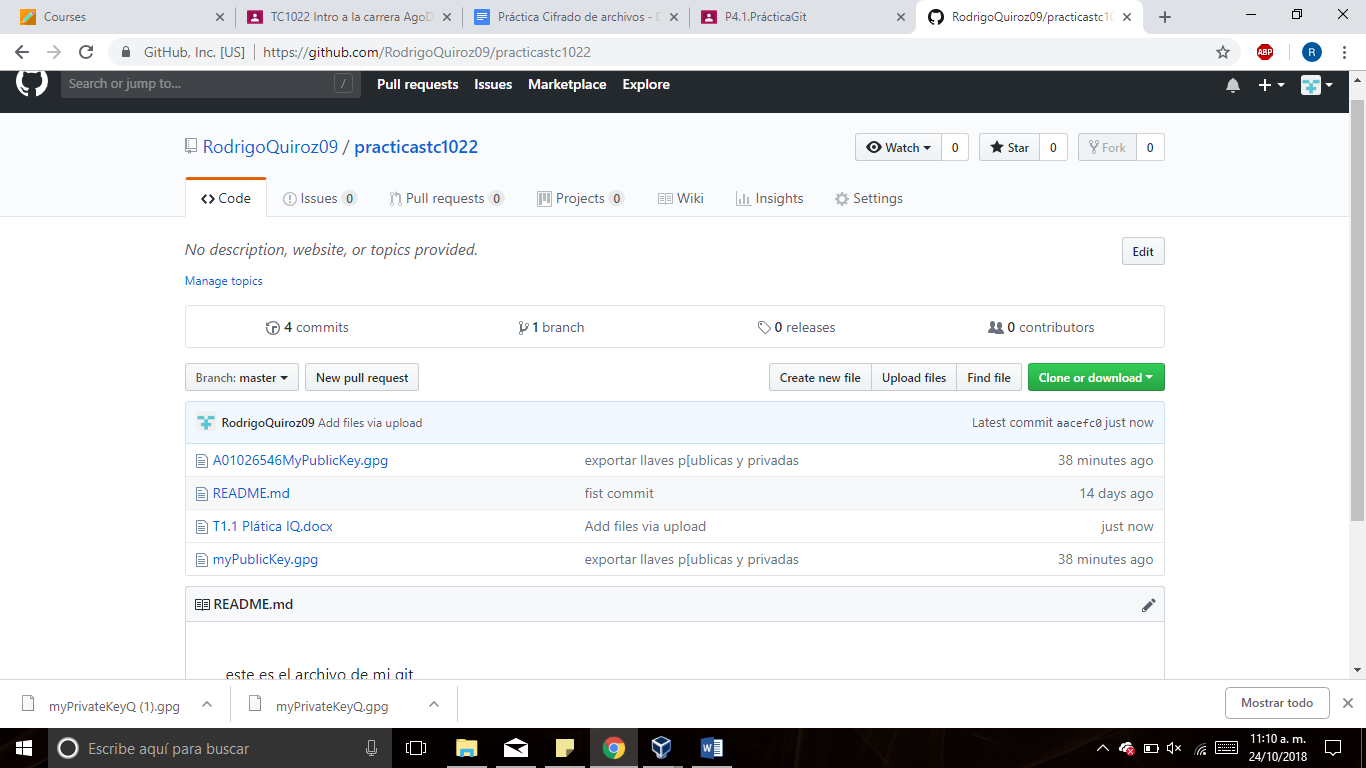 Courses
TC1022 Intro a la carrera AgoD
Práctica Cifrado de archivos - D
P4.1.PrácticaGit
RodrigoQuiroz09/practicastc10
GitHub, Inc. [US] | https://github.com/RodrigoQuiroz09/practicastc1022
ABP
R
Search or jump to...
/
Pull requests Issues Marketplace Explore
RodrigoQuiroz09 / practicastc1022
Watch 0 Star 0 Fork 0
Code Issues 0 Pull requests 0 Projects 0 Wiki Insights Settings
No description, website, or topics provided.
Edit
Manage topics
4 commits 1 branch 0 releases 0 contributors
Branch: master New pull request Create new file Upload files Find file Clone or download
RodrigoQuiroz09 Add files via upload Latest commit aacefc0 just now
A01026546MyPublicKey.gpg exportar llaves p[ublicas y privadas 38 minutes ago
README.md fist commit 14 days ago
T1.1 Plática IQ.docx Add files via upload just now
myPublicKey.gpg exportar llaves p[ublicas y privadas 38 minutes ago
README.md
este es el archivo de mi git
myPrivateKeyQ (1).gpg myPrivateKeyQ.gpg Mostrar todo
Escribe aquí para buscar
11:10 a. m.
24/10/2018